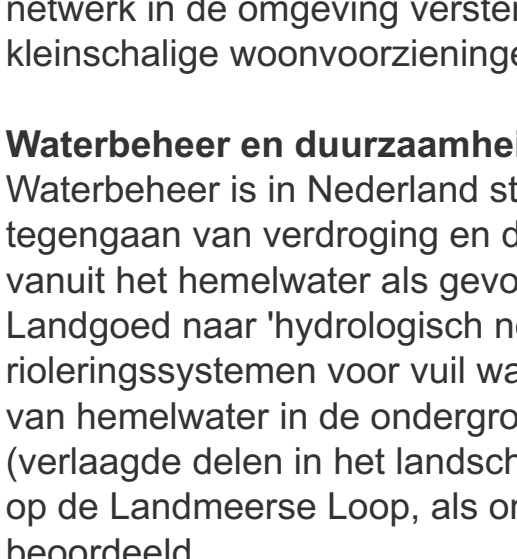 netwerk in de omgeving verster
kleinschalige woonvoorzieninge
Waterbeheer en duurzaamhei
Waterbeheer is in Nederland st
tegengaan van verdroging en d
vanuit het hemelwater als gevo
Landgoed naar 'hydrologisch ne
rioleringssystemen voor vuil wa
van hemelwater in de ondergro
(verlaagde delen in het landsch
op de Landmeerse Loop, als on
beoordeeld